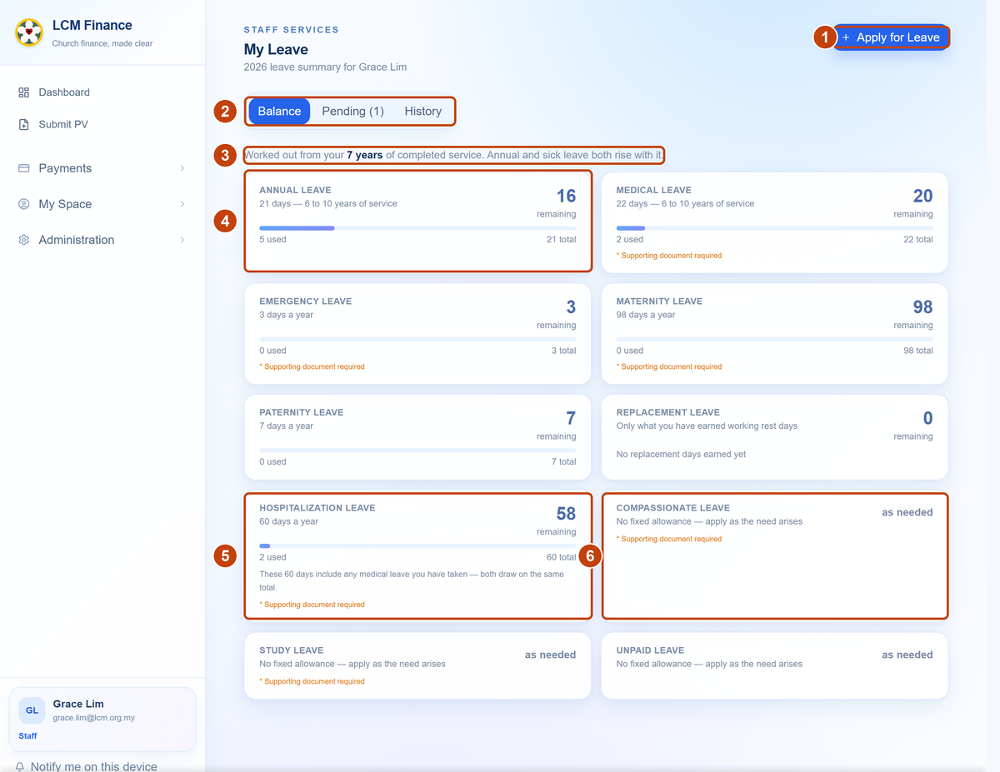 LCM Finance
Church finance, made clear
Dashboard
Submit PV
Payments
My Space
Administration
GL
Grace Lim
grace.lim@lcm.org.my
Staff
Notify me on this device
STAFF SERVICES
My Leave
2026 leave summary for Grace Lim
1
+ Apply for Leave
2
Balance
Pending (1)
History
3
Worked out from your 7 years of completed service. Annual and sick leave both rise with it.
4
ANNUAL LEAVE
21 days — 6 to 10 years of service
16
remaining
5 used
21 total
MEDICAL LEAVE
22 days — 6 to 10 years of service
20
remaining
2 used
22 total
* Supporting document required
EMERGENCY LEAVE
3 days a year
3
remaining
0 used
3 total
* Supporting document required
MATERNITY LEAVE
98 days a year
98
remaining
0 used
98 total
* Supporting document required
PATERNITY LEAVE
7 days a year
7
remaining
0 used
7 total
REPLACEMENT LEAVE
Only what you have earned working rest days
0
remaining
No replacement days earned yet
5
HOSPITALIZATION LEAVE
60 days a year
58
remaining
2 used
60 total
These 60 days include any medical leave you have taken — both draw on the same
total.
* Supporting document required
6
COMPASSIONATE LEAVE
No fixed allowance — apply as the need arises
as needed
* Supporting document required
STUDY LEAVE
No fixed allowance — apply as the need arises
as needed
* Supporting document required
UNPAID LEAVE
No fixed allowance — apply as the need arises
as needed